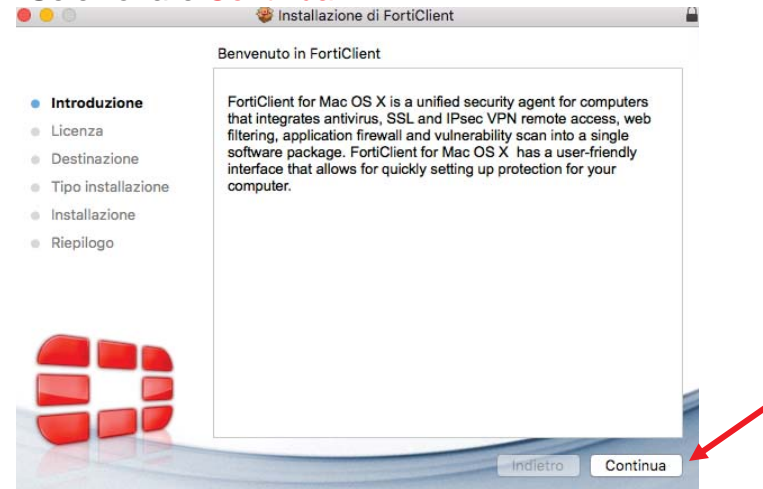 Installazione di FortiClient
Benvenuto in FortiClient
Introduzione
Licenza
Destinazione
Tipo installazione
Installazione
Riepilogo
FortiClient for Mac OS X is a unified security agent for computers
that integrates antivirus, SSL and IPsec VPN remote access, web
filtering, application firewall and vulnerability scan into a single
software package. FortiClient for Mac OS X has a user-friendly
interface that allows for quickly setting up protection for your
computer.
Indietro
Continua